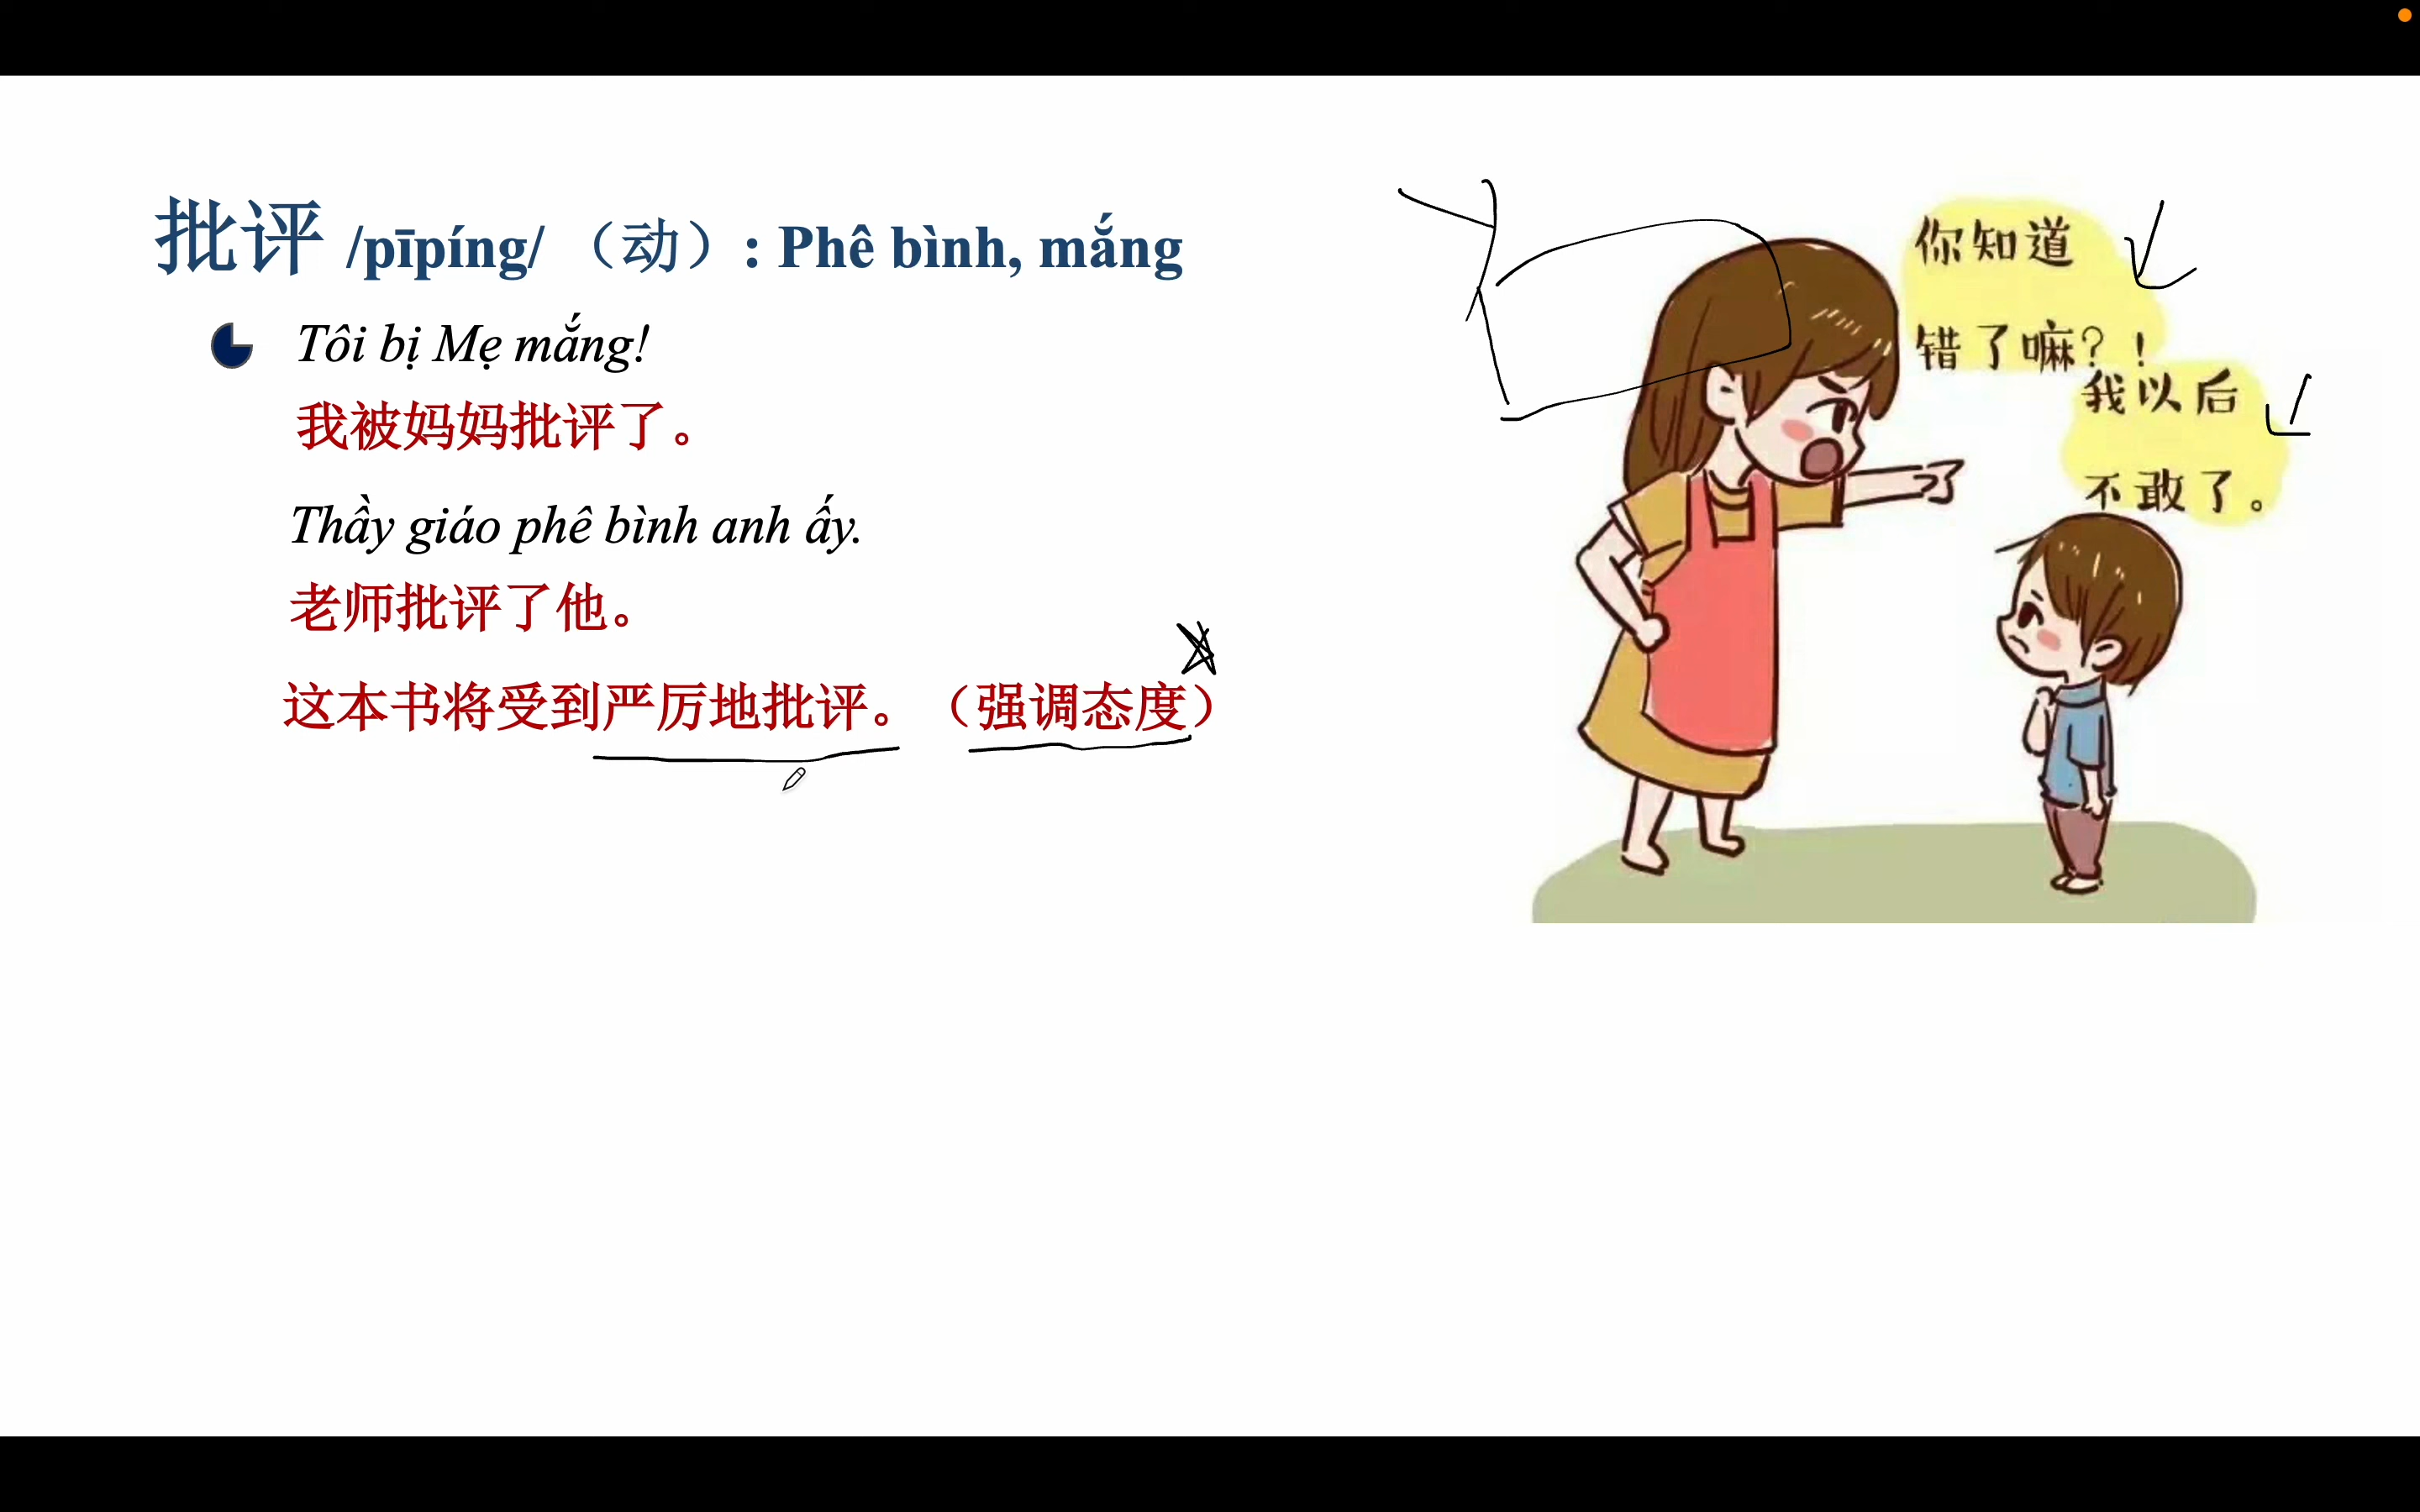 批评 /pīpíng/（动）: Phê bình, mắng
Tôi bị Mẹ mắng!
我被妈妈批评了。
Thầy giáo phê bình anh ấy.
老师批评了他。
这本书将受到严厉地批评。（强调态度）
你知道
错了嘛?！
我以后
不敢了。